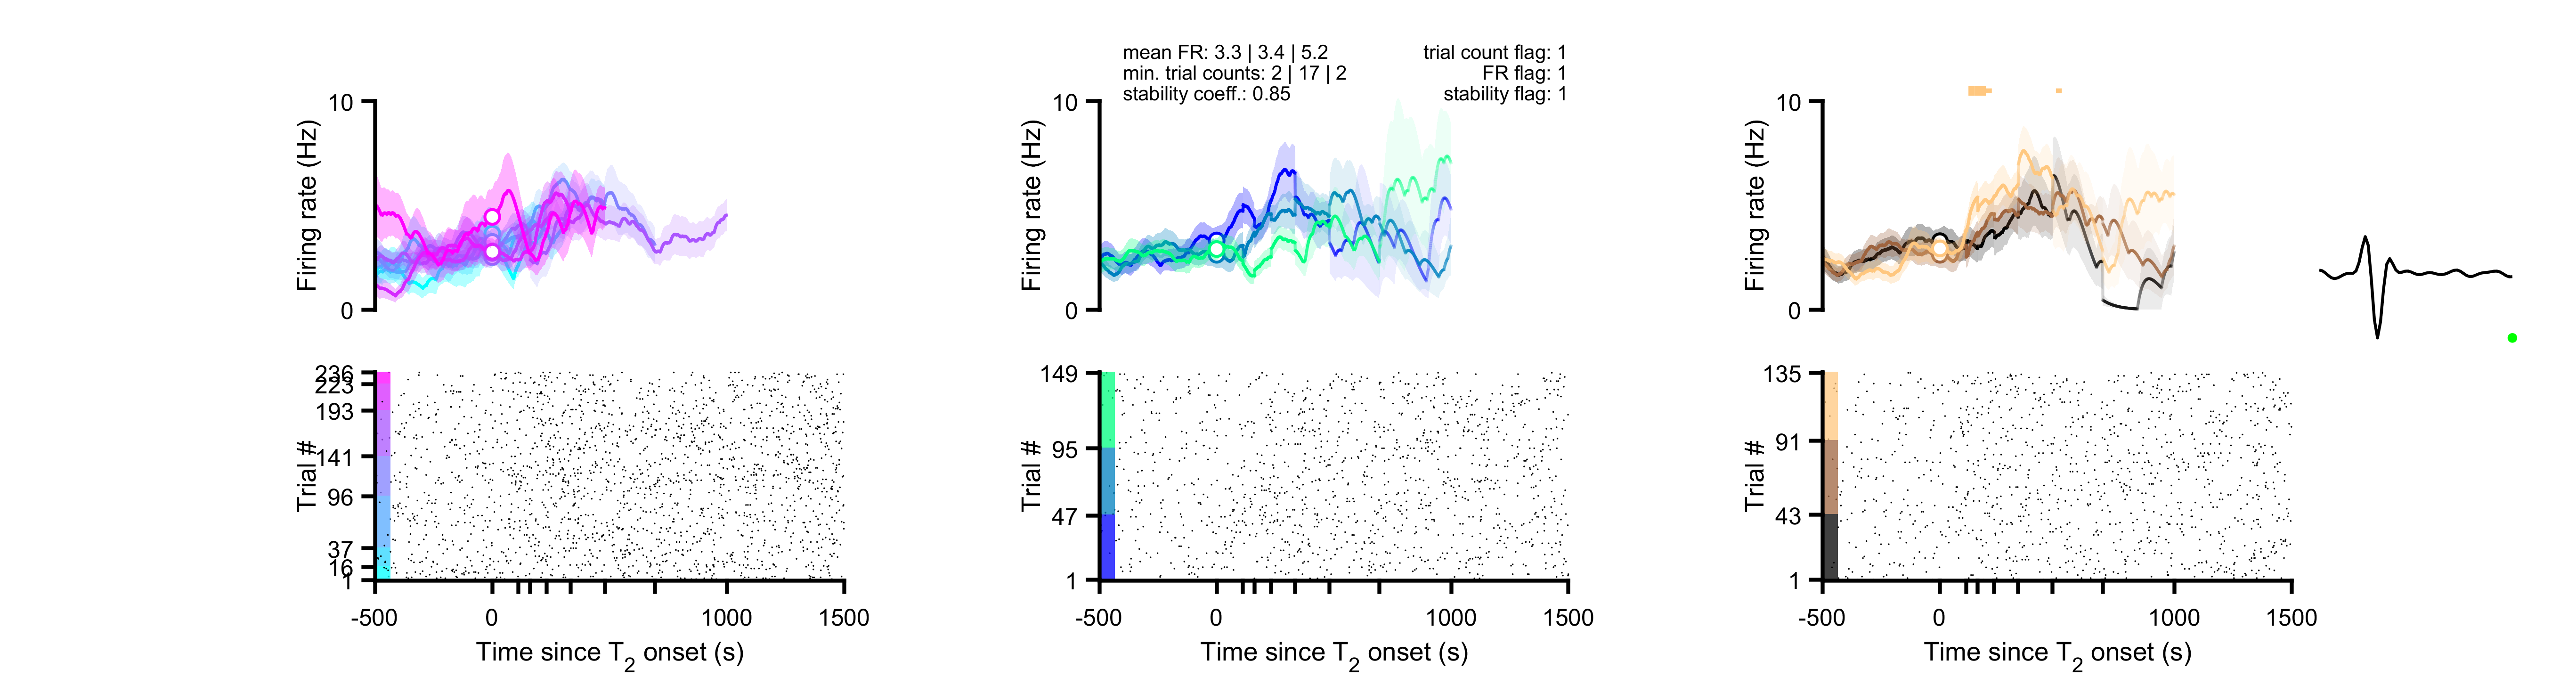 mean FR: 3.3 | 3.4 | 5.2
min. trial counts: 2 | 17 | 2
stability coeff.: 0.85
trial count flag: 1
FR flag: 1
stability flag: 1
10
Firing rate (Hz)
0
10
Firing rate (Hz)
0
10
Firing rate (Hz)
0
236
223
193
141
96
37
16
1
Trial #
-500
0
1000
1500
Time since T2 onset (s)
149
95
47
1
Trial #
-500
0
1000
1500
Time since T2 onset (s)
135
91
43
1
Trial #
-500
0
1000
1500
Time since T2 onset (s)